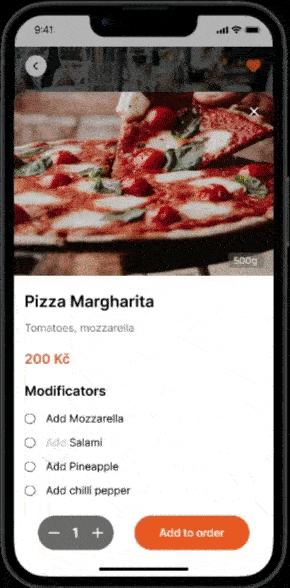 9:41
500g
Pizza Margharita
Tomatoes, mozzarella
200 Kč
Modificators
Add Mozzarella
Add Salami
Add Pineapple
Add chilli pepper
1
Add to order